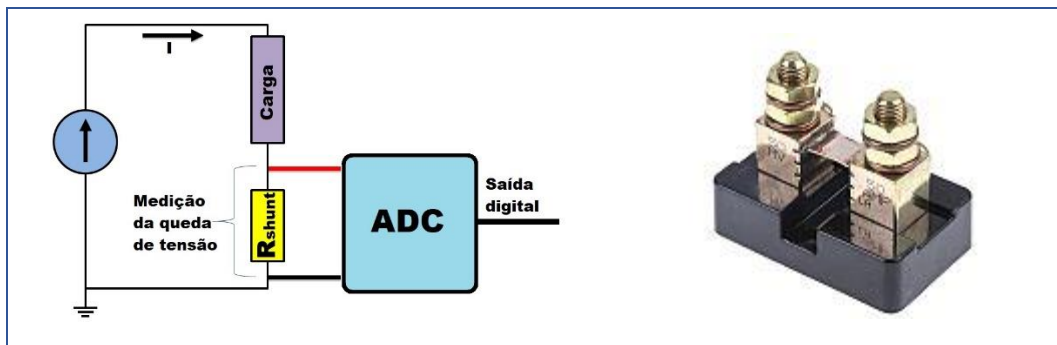 I
Carga
Medição
da queda
de tensão
Rshunt
ADC
Saída
digital